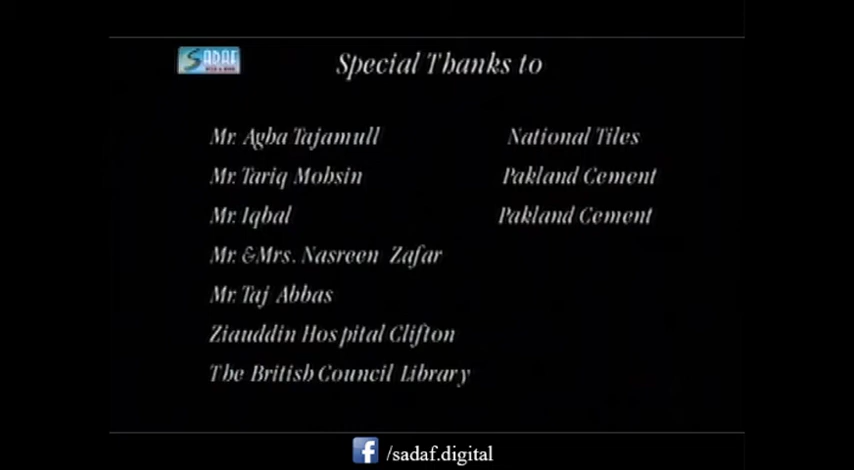 SADAF
Special Thanks to
Mr. Agha Tajamull National Tiles
Mr. Tariq Mohsin Pakland Cement
Mr. Iqbal Pakland Cement
Mr. & Mrs. Nasreen Zafar
Mr. Taj Abbas
Ziauddin Hospital Clifton
The British Council Library
/sadaf.digital